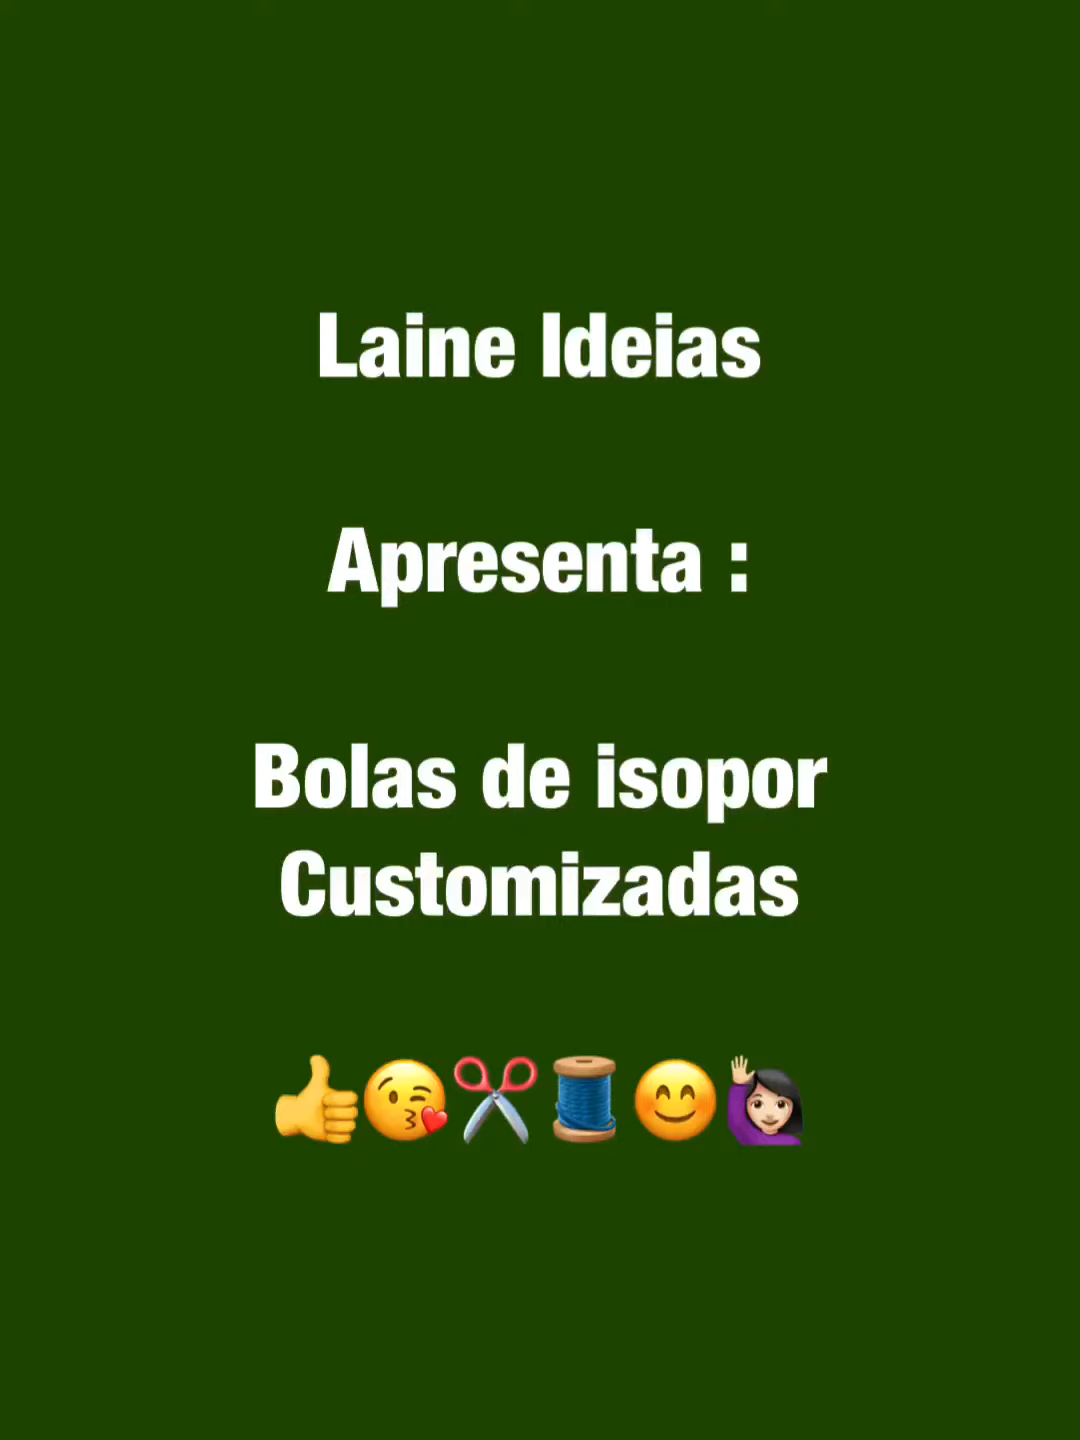 Laine Ideias
Apresenta :
Bolas de isopor
Customizadas
👍😘✂️🧵😊🙋🏻‍♀️